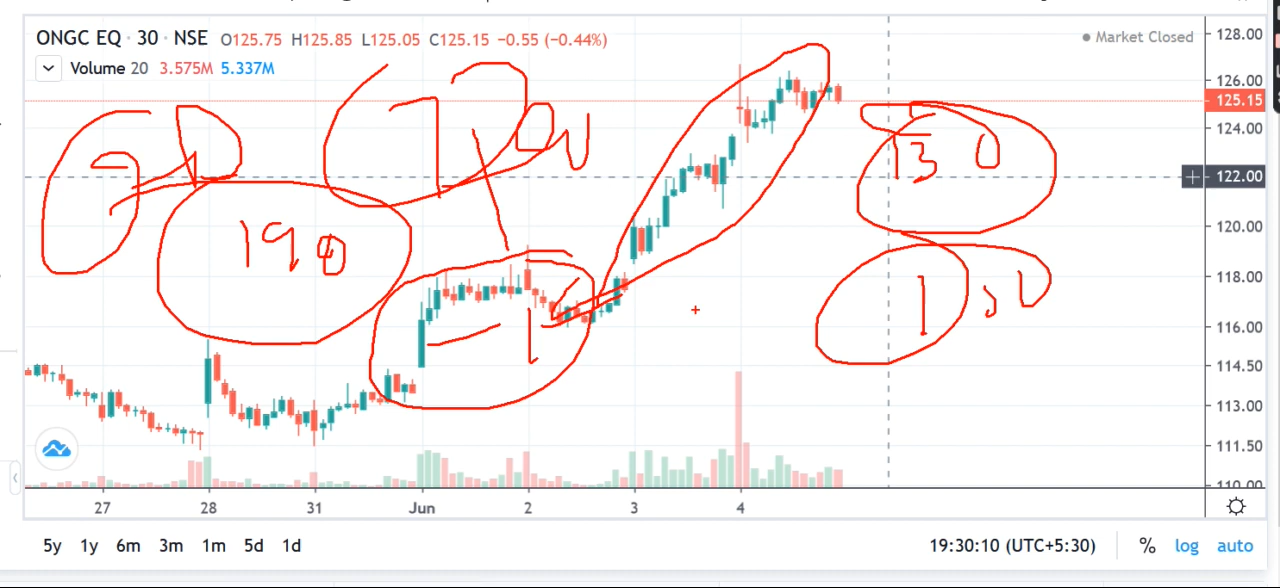 ONGC EQ · 30 · NSE O125.75 H125.85 L125.05 C125.15 −0.55 (−0.44%)
Market Closed
Volume 20 3.575M 5.337M
128.00
126.00
125.15
124.00
122.00
120.00
118.00
116.00
114.50
113.00
111.50
110.00
190
130
27 28 31 Jun 2 3 4
5y 1y 6m 3m 1m 5d 1d 19:30:10 (UTC+5:30) % log auto